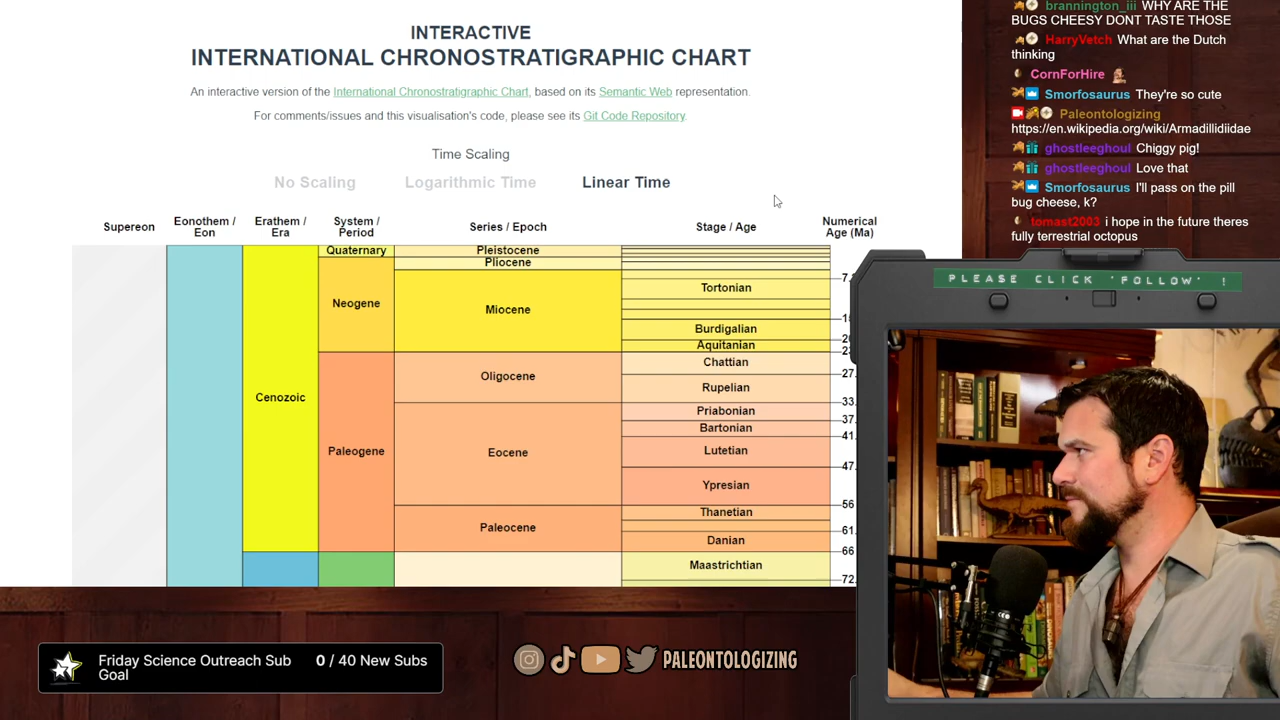 INTERACTIVE
INTERNATIONAL CHRONOSTRATIGRAPHIC CHART
An interactive version of the International Chronostratigraphic Chart, based on its Semantic Web representation.
For comments/issues and this visualisation's code, please see its Git Code Repository.
Time Scaling
No Scaling Logarithmic Time Linear Time
Supereon
Eonothem /
Eon
Erathem /
Era
System /
Period
Series / Epoch
Stage / Age
Numerical
Age (Ma)
Cenozoic
Quaternary
Neogene
Paleogene
Pleistocene
Pliocene
Miocene
Oligocene
Eocene
Paleocene
Tortonian
Burdigalian
Aquitanian
Chattian
Rupelian
Priabonian
Bartonian
Lutetian
Ypresian
Thanetian
Danian
Maastrichtian
7.
27.
33.
37.
41.
47.
56
61.
66
72.
brannington_iii WHY ARE THE
BUGS CHEESY DONT TASTE THOSE
HarryVetch What are the Dutch
thinking
CornForHire
Smorfosaurus They're so cute
Paleontologizing
https://en.wikipedia.org/wiki/Armadillidiidae
ghostleeghoul Chiggy pig!
ghostleeghoul Love that
Smorfosaurus I'll pass on the pill
bug cheese, k?
tomast2003 i hope in the future theres
fully terrestrial octopus
PLEASE CLICK 'FOLLOW' !
Friday Science Outreach Sub
Goal
0 / 40 New Subs
PALEONTOLOGIZING